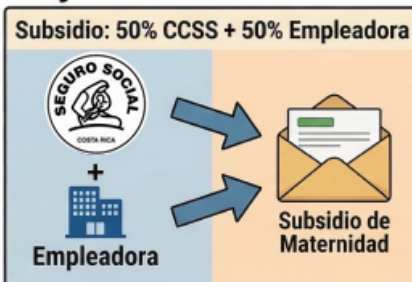 Subsidio: 50% CCSS + 50% Empleadora
SEGURO SOCIAL
COSTA RICA
+
Empleadora
Subsidio de
Maternidad